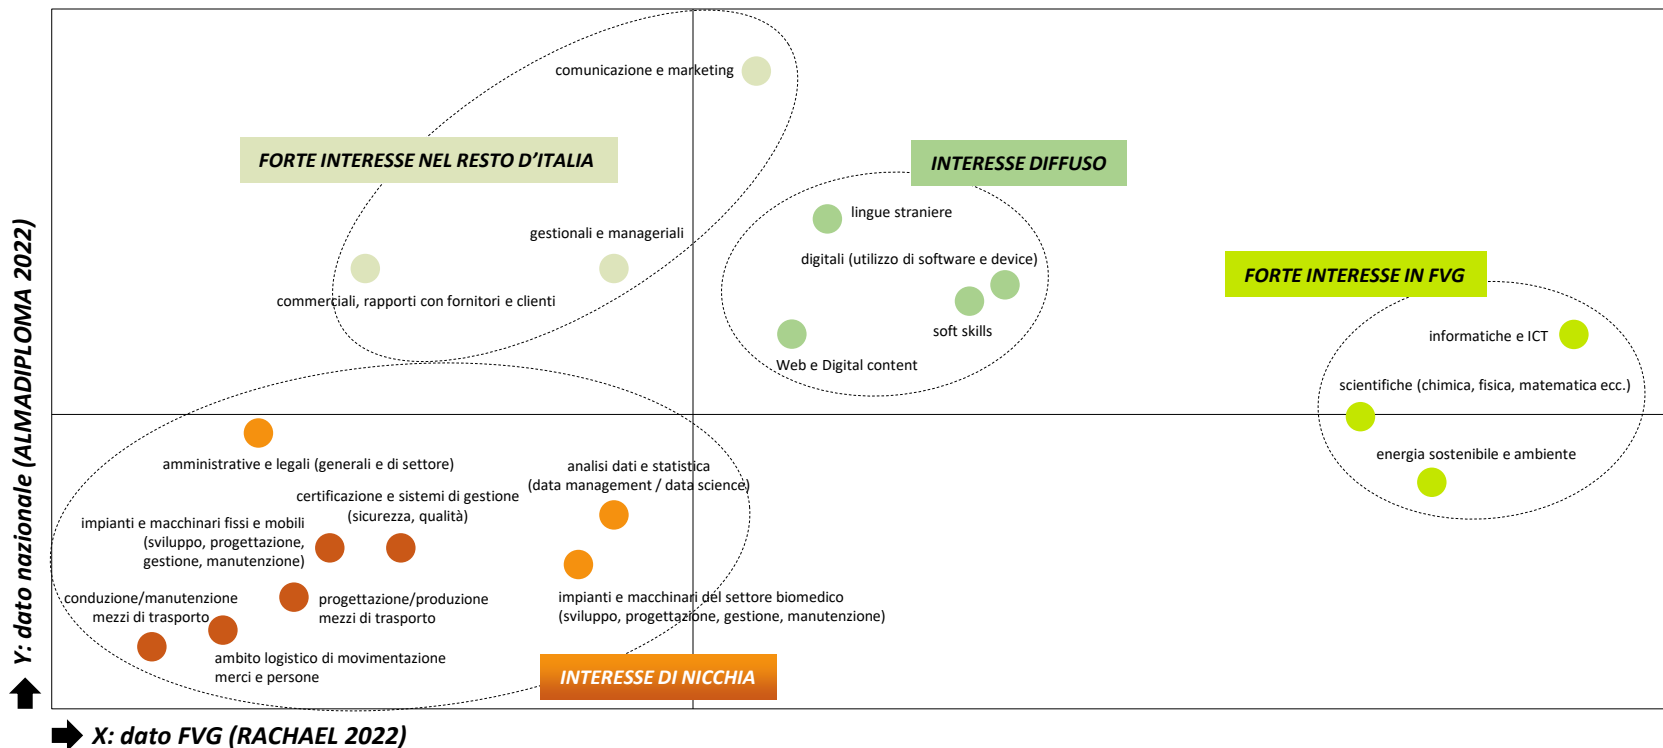 comunicazione e marketing
FORTE INTERESSE NEL RESTO D'ITALIA
gestionali e manageriali
commerciali, rapporti con fornitori e clienti
INTERESSE DIFFUSO
lingue straniere
digitali (utilizzo di software e device)
soft skills
Web e Digital content
FORTE INTERESSE IN FVG
informatiche e ICT
scientifiche (chimica, fisica, matematica ecc.)
energia sostenibile e ambiente
amministrative e legali (generali e di settore)
analisi dati e statistica
(data management / data science)
certificazione e sistemi di gestione
(sicurezza, qualità)
impianti e macchinari fissi e mobili
(sviluppo, progettazione,
gestione, manutenzione)
conduzione/manutenzione
mezzi di trasporto
progettazione/produzione
mezzi di trasporto
impianti e macchinari del settore biomedico
(sviluppo, progettazione, gestione, manutenzione)
ambito logistico di movimentazione
merci e persone
INTERESSE DI NICCHIA
Y: dato nazionale (ALMADIPLOMA 2022)
X: dato FVG (RACHAEL 2022)